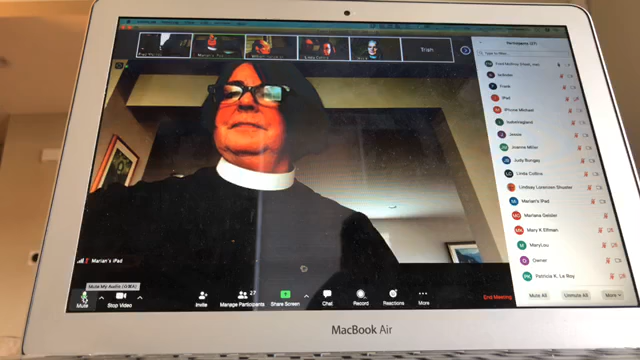 Participants (27)
Tran
Frank
iPad
iPhone Michael
Jessie
Joanne Miller
Judy Rongey
Linda Collins
Lindsay Lorenzen Shuster
Marian's iPad
Mariana Geisler
Mary K Elfman
MaryLou
Owner
Patricia K. Le Roy
Marian's iPad
Mute My Audio
Mute
Stop Video
Invite
27
Manage Participants
Share Screen
Chat
Record
Reactions
More
End Meeting
Mute All
Unmute All
More
MacBook Air